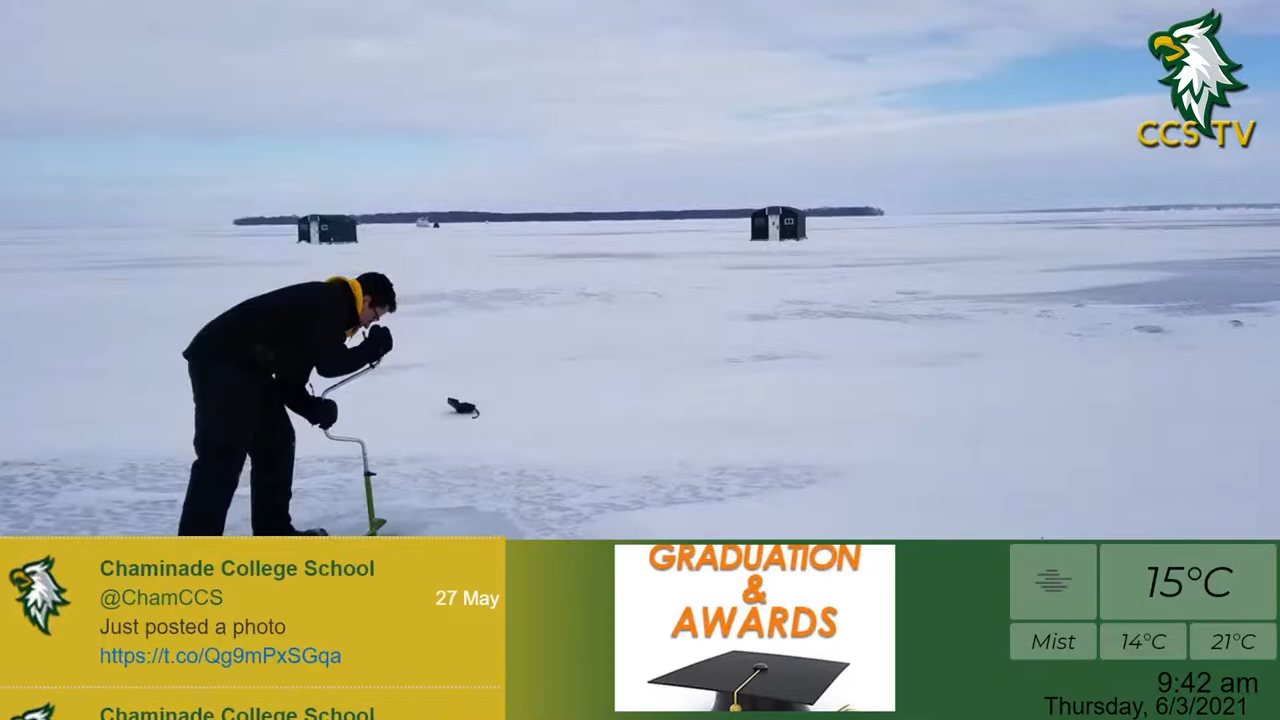 CCS TV
Chaminade College School
@ChamCCS
27 May
Just posted a photo
https://t.co/Qg9mPxSGqa
Chaminade College School
GRADUATION
&
AWARDS
15°C
Mist
14°C
21°C
9:42 am
Thursday, 6/3/2021